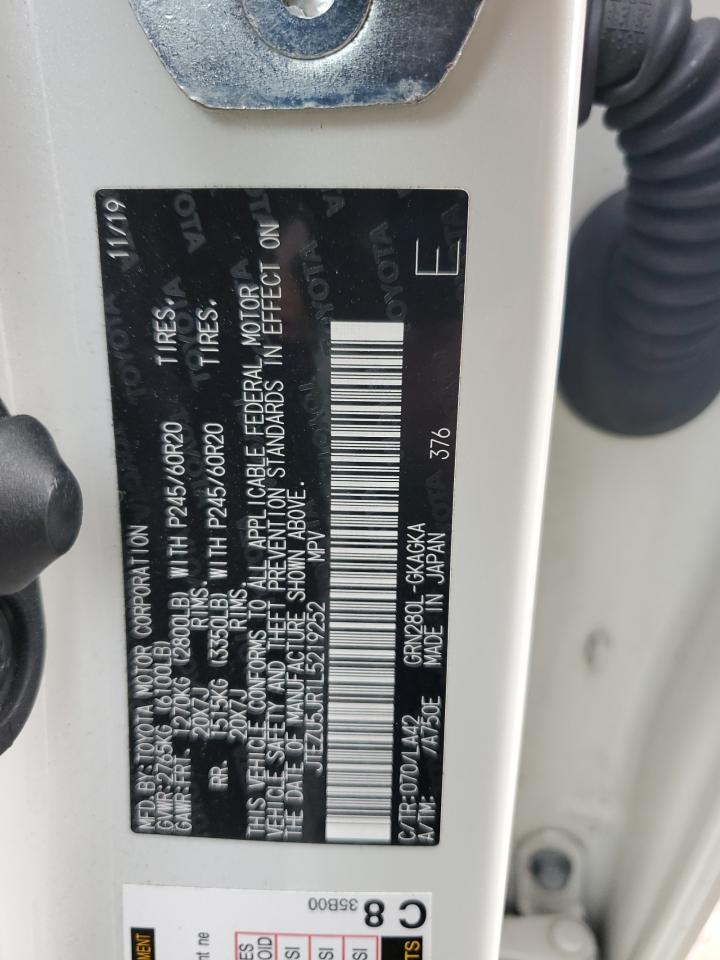 MFD. BY: TOYOTA MOTOR CORPORATION 11/19
GVWR: 2765KG (6100LB)
GAWR: FRT. 1270KG (2800LB) WITH P245/60R20 TIRES.
20X7J RIMS.
RR. 1515KG (3350LB) WITH P245/60R20 TIRES.
20X7J RIMS.
THIS VEHICLE CONFORMS TO ALL APPLICABLE FEDERAL MOTOR
VEHICLE SAFETY AND THEFT PREVENTION STANDARDS IN EFFECT ON
THE DATE OF MANUFACTURE SHOWN ABOVE.
JTEZU5JR1L5219252 MPV
C/TR: 070/LA42 GRN280L-GKAGKA 376 E
A/TM: /A750E MADE IN JAPAN
TOYOTA
C 8
35B00